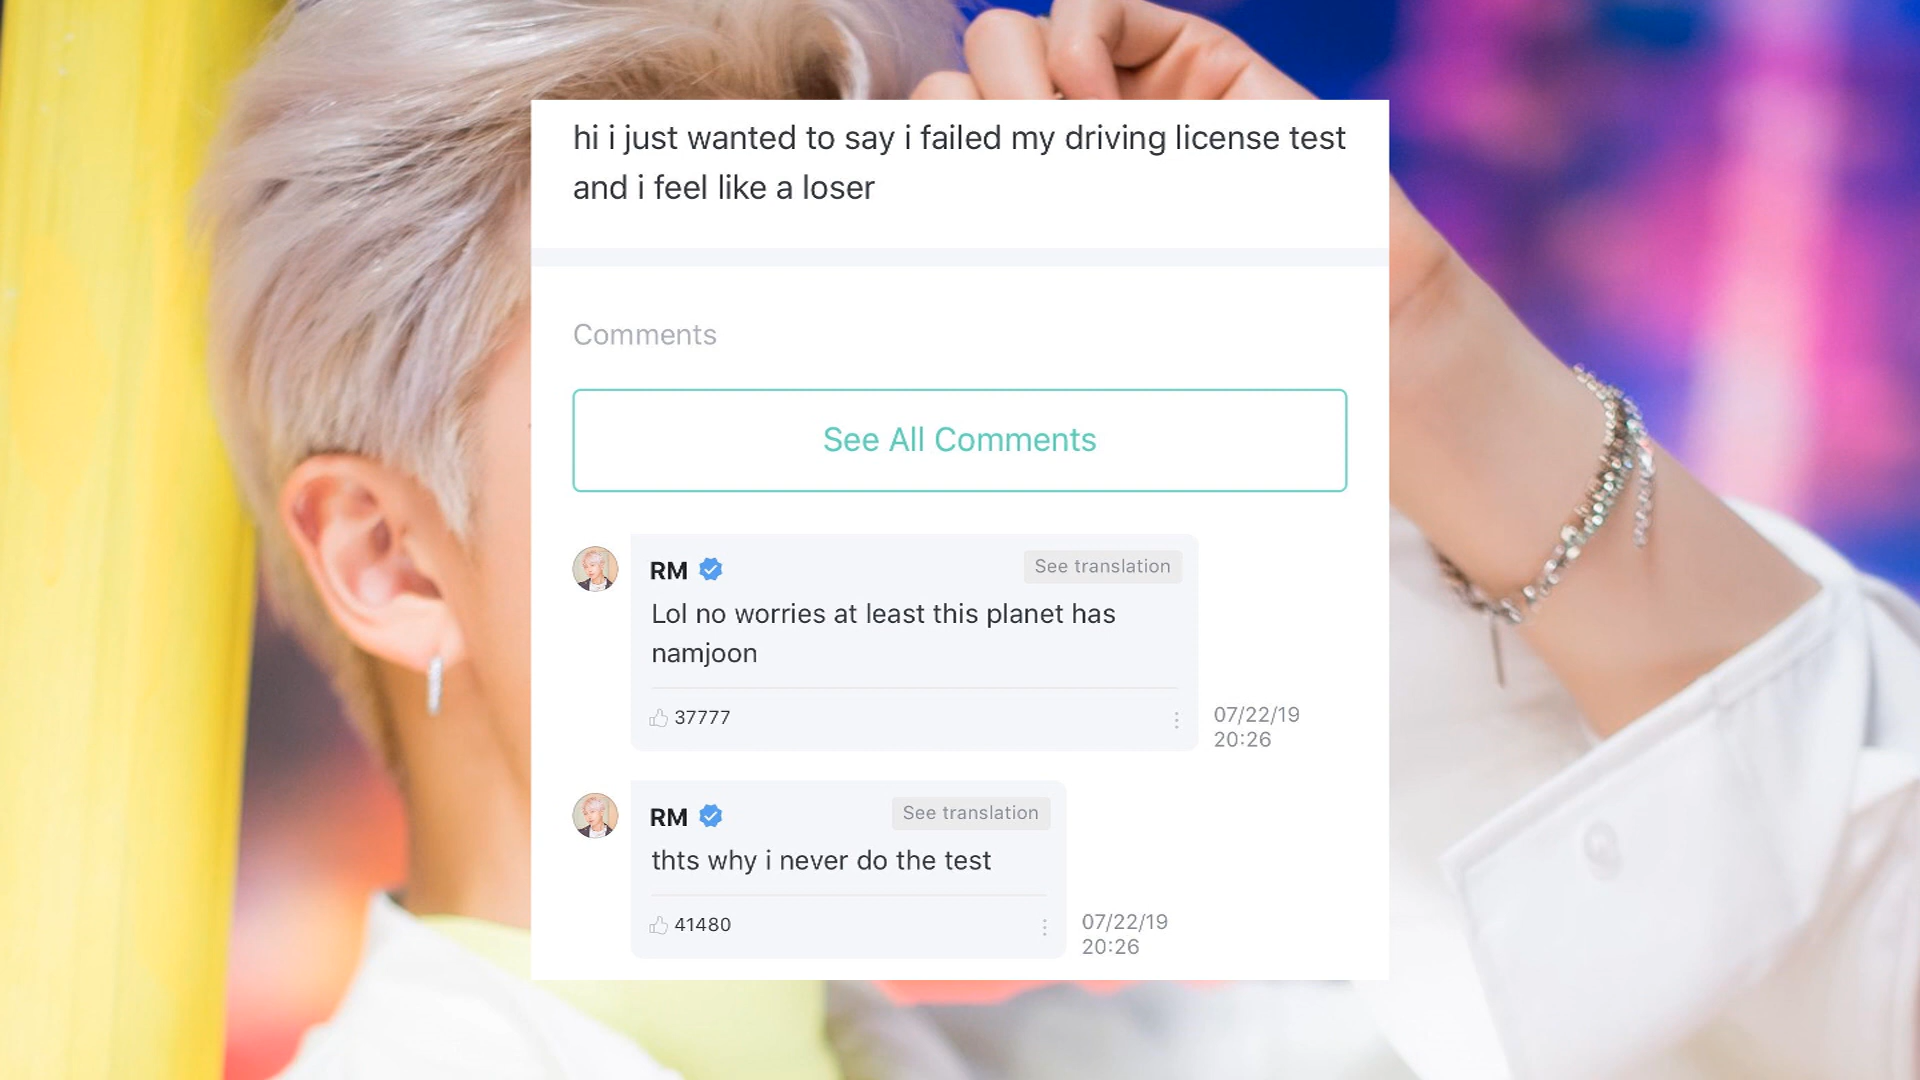 hi i just wanted to say i failed my driving license test
and i feel like a loser
Comments
See All Comments
RM
See translation
Lol no worries at least this planet has
namjoon
37777
07/22/19
20:26
RM
See translation
thts why i never do the test
41480
07/22/19
20:26